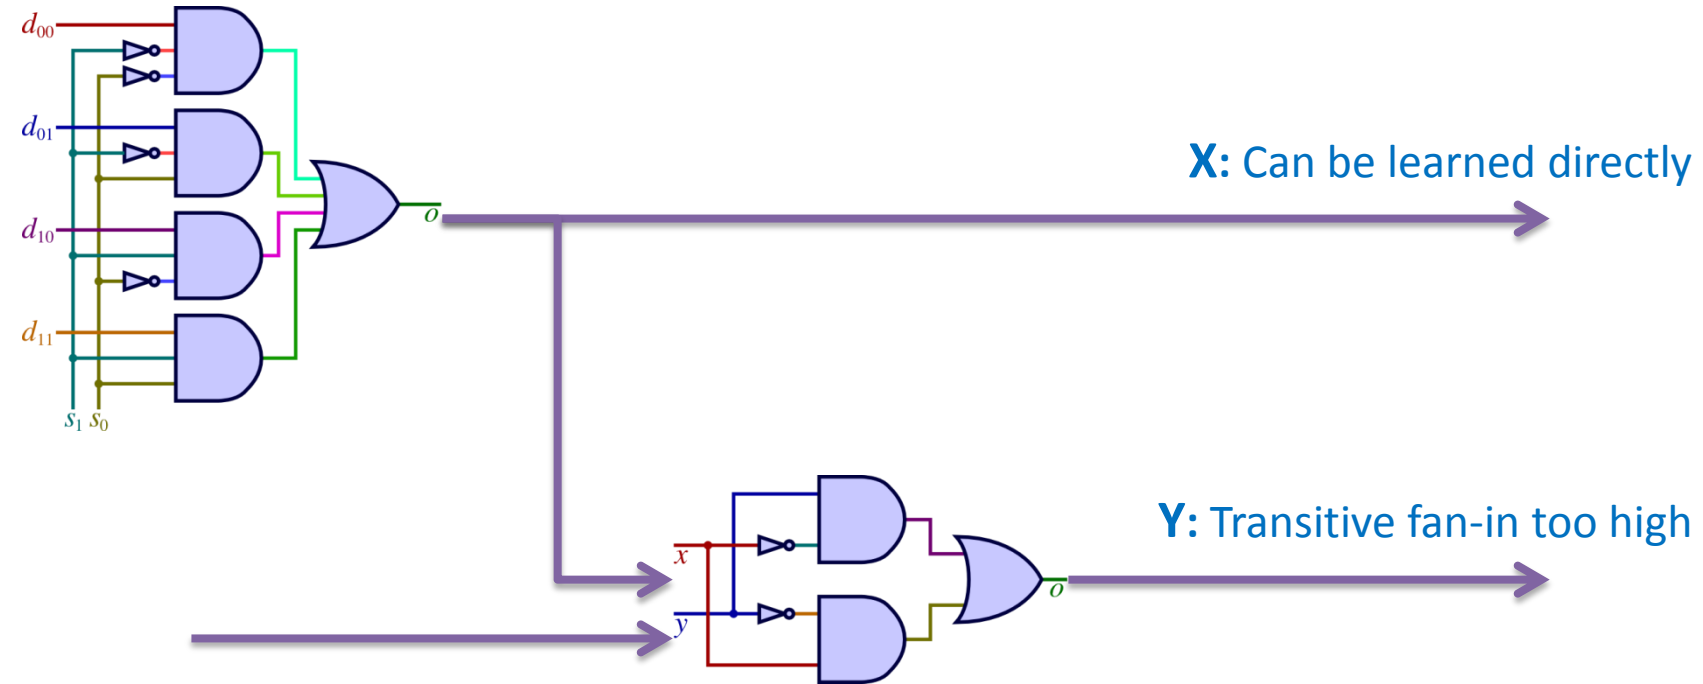 d00
d01
d10
d11
s1 s0
o
X: Can be learned directly
x
y
o
Y: Transitive fan-in too high